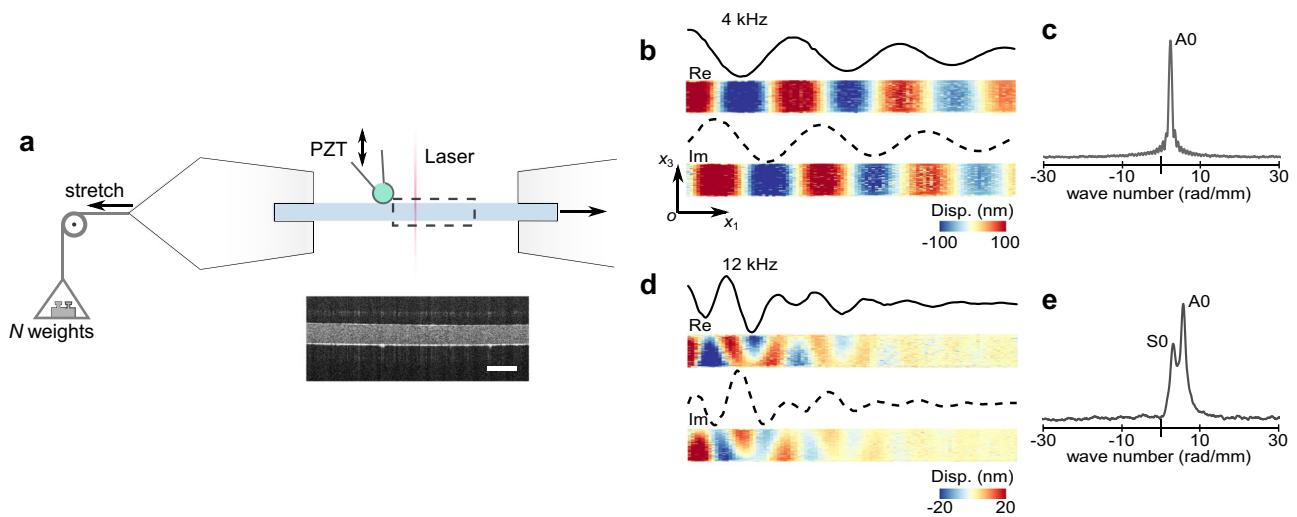 a
stretch
N weights
PZT
Laser
b
4 kHz
Re
Im
x3
o
x1
Disp. (nm)
-100 100
c
A0
-30 -10 10 30
wave number (rad/mm)
d
12 kHz
Re
Im
Disp. (nm)
-20 20
e
S0
A0
-30 -10 10 30
wave number (rad/mm)